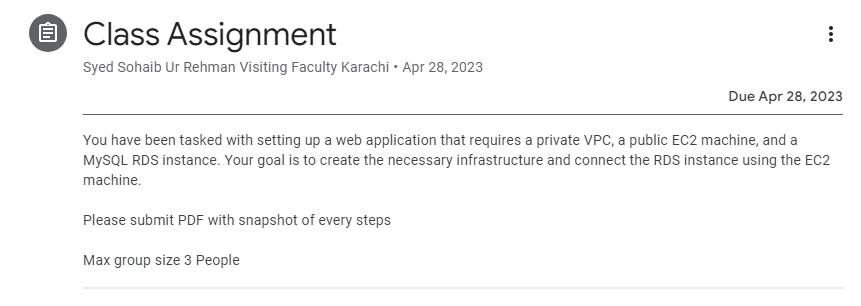 Class Assignment
Syed Sohaib Ur Rehman Visiting Faculty Karachi • Apr 28, 2023
Due Apr 28, 2023
You have been tasked with setting up a web application that requires a private VPC, a public EC2 machine, and a
MySQL RDS instance. Your goal is to create the necessary infrastructure and connect the RDS instance using the EC2
machine.
Please submit PDF with snapshot of every steps
Max group size 3 People